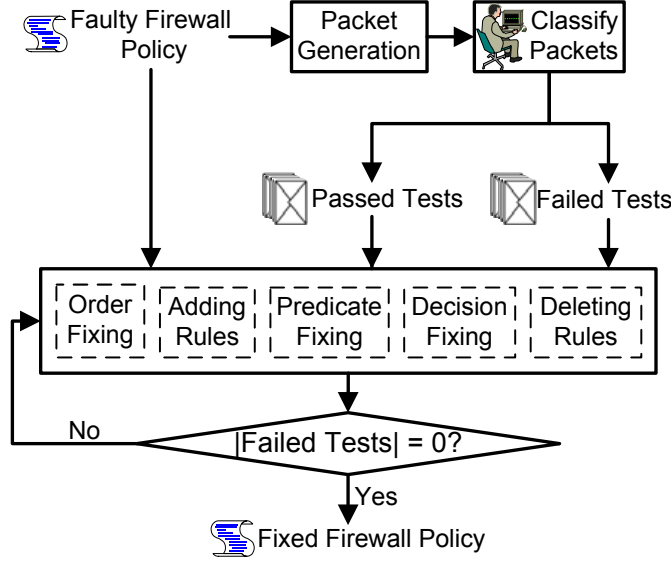 Faulty Firewall
Policy
Packet
Generation
Classify
Packets
Passed Tests
Failed Tests
Order
Fixing
Adding
Rules
Predicate
Fixing
Decision
Fixing
Deleting
Rules
No
|Failed Tests| = 0?
Yes
Fixed Firewall Policy